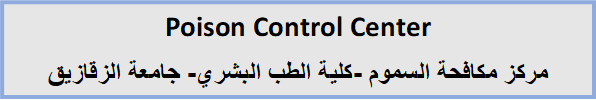 Poison Control Center
مركز مكافحة السموم -كلية الطب البشري- جامعة الزقازيق